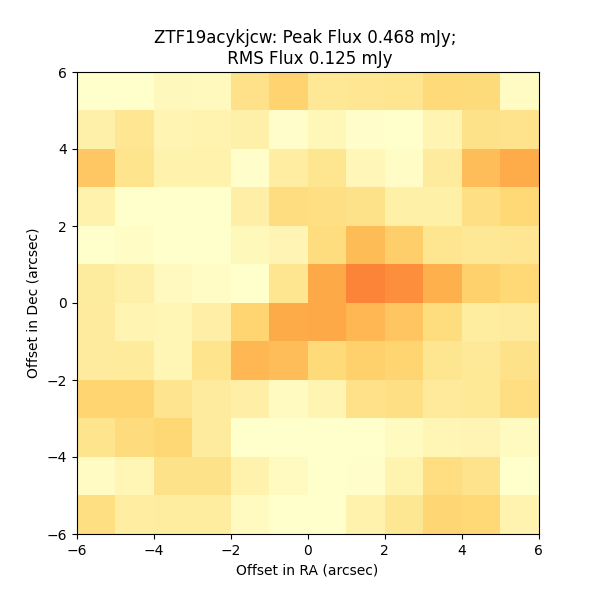 ZTF19acykjcw: Peak Flux 0.468 mJy;
RMS Flux 0.125 mJy
6
4
2
0
−2
−4
−6
Offset in Dec (arcsec)
−6 −4 −2 0 2 4 6
Offset in RA (arcsec)